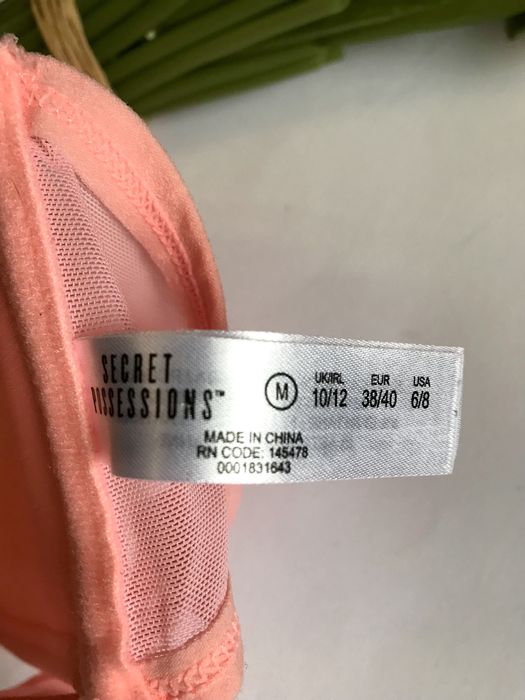 SECRET
POSSESSIONS™
M
UK/IRL EUR USA
10/12 38/40 6/8
MADE IN CHINA
RN CODE: 145478
0001831643